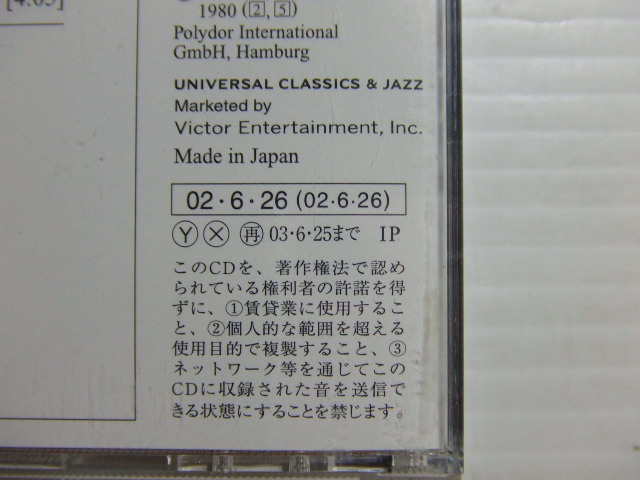 [4:05]
1980 (2, 5)
Polydor International
GmbH, Hamburg
UNIVERSAL CLASSICS & JAZZ
Marketed by
Victor Entertainment, Inc.
Made in Japan
02・6・26 (02・6・26)
Ⓨ Ⓧ ㊢03・6・25まで IP
このCDを、著作権法で認め
られている権利者の許諾を得
ずに、①賃貸業に使用するこ
と、②個人的な範囲を超える
使用目的で複製すること、③
ネットワーク等を通じてこの
CDに収録された音を送信で
きる状態にすることを禁じます。